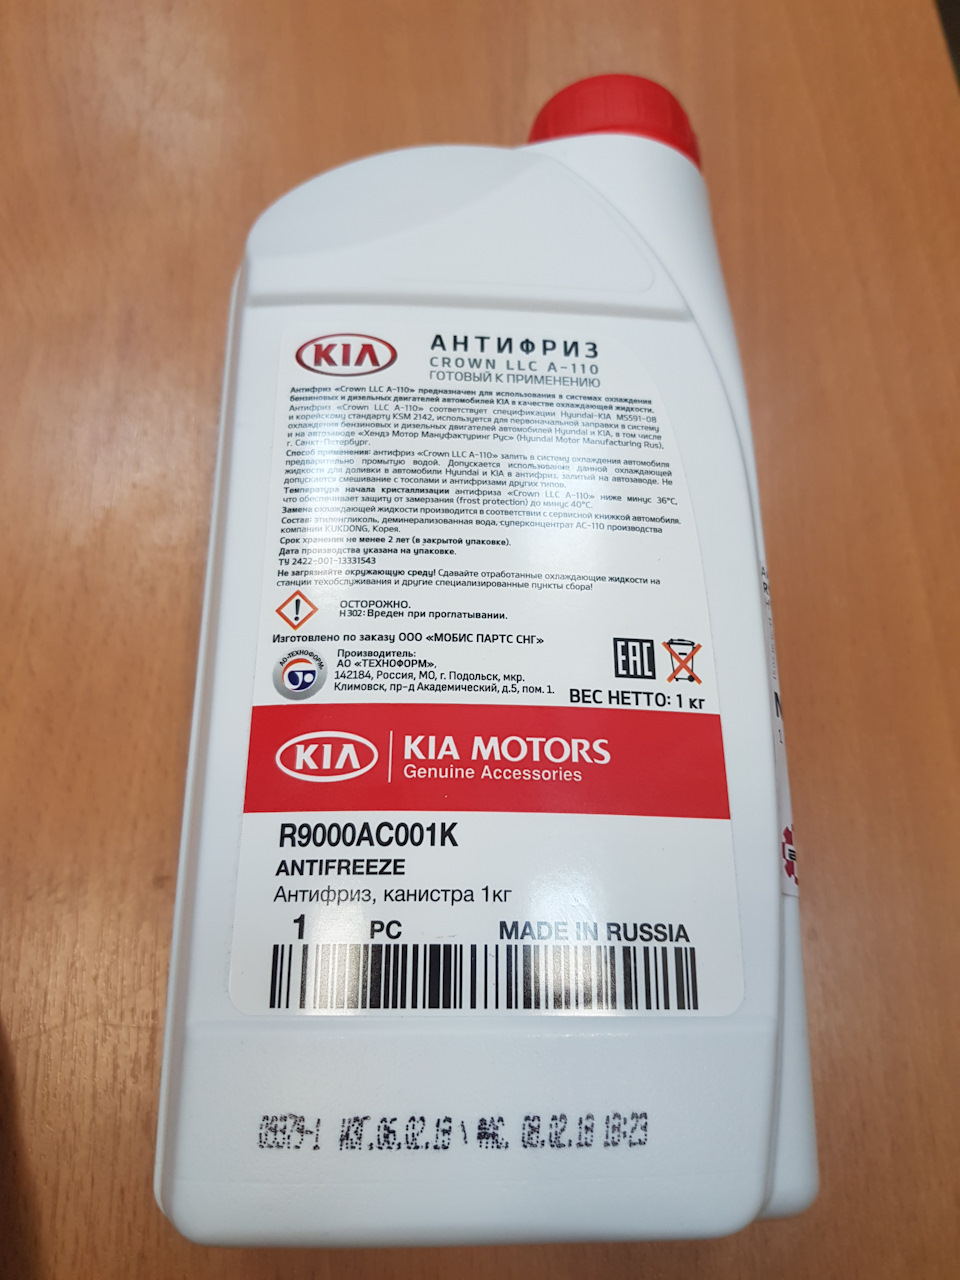 KIA
АНТИФРИЗ
CROWN LLC A-110
ГОТОВЫЙ К ПРИМЕНЕНИЮ
Антифриз «Crown LLC A-110» предназначен для использования в системах охлаждения
бензиновых и дизельных двигателей автомобилей KIA в качестве охлаждающей жидкости.
Антифриз «Crown LLC A-110» соответствует спецификации Hyundai-KIA MS591-08
и корейскому стандарту KSM 2142, используется для первоначальной заправки в систему
охлаждения бензиновых и дизельных двигателей автомобилей Hyundai и KIA, в том числе
и на автозаводе «Хендэ Мотор Мануфактуринг Рус» (Hyundai Motor Manufacturing Rus),
г. Санкт-Петербург.
Способ применения: антифриз «Crown LLC A-110» залить в систему охлаждения автомобиля
предварительно промытую водой. Допускается использование данной охлаждающей
жидкости для доливки в автомобили Hyundai и KIA в антифриз, залитый на автозаводе. Не
допускается смешивание с тосолами и антифризами других типов.
Температура начала кристаллизации антифриза «Crown LLC A-110» ниже минус 36°C,
что обеспечивает защиту от замерзания (frost protection) до минус 40°C.
Замена охлаждающей жидкости производится в соответствии с сервисной книжкой автомобиля.
Состав: этиленгликоль, деминерализованная вода, суперконцентрат AC-110 производства
компании KUKDONG, Корея.
Срок хранения не менее 2 лет (в закрытой упаковке).
Дата производства указана на упаковке.
ТУ 2422-001-13331543
Не загрязняйте окружающую среду! Сдавайте отработанные охлаждающие жидкости на
станции техобслуживания и другие специализированные пункты сбора!
ОСТОРОЖНО.
H302: Вреден при проглатывании.
Изготовлено по заказу ООО «МОБИС ПАРТС СНГ»
АО «ТЕХНОФОРМ»
Производитель:
АО «ТЕХНОФОРМ»,
142184, Россия, МО, г. Подольск, мкр.
Климовск, пр-д Академический, д.5, пом. 1.
EAC
ВЕС НЕТТО: 1 кг
KIA
KIA MOTORS
Genuine Accessories
R9000AC001K
ANTIFREEZE
Антифриз, канистра 1кг
1 PC MADE IN RUSSIA
ИЗГ. 06.02.18